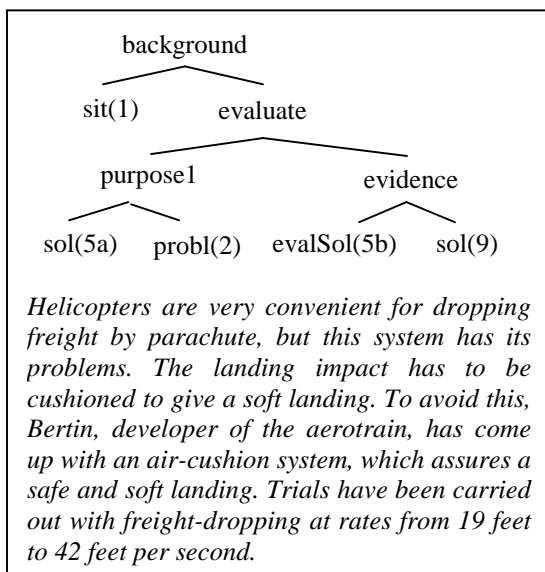 background
sit(1) evaluate
purpose1 evidence
sol(5a) probl(2) evalSol(5b) sol(9)
Helicopters are very convenient for dropping
freight by parachute, but this system has its
problems. The landing impact has to be
cushioned to give a soft landing. To avoid this,
Bertin, developer of the aerotrain, has come
up with an air-cushion system, which assures a
safe and soft landing. Trials have been carried
out with freight-dropping at rates from 19 feet
to 42 feet per second.